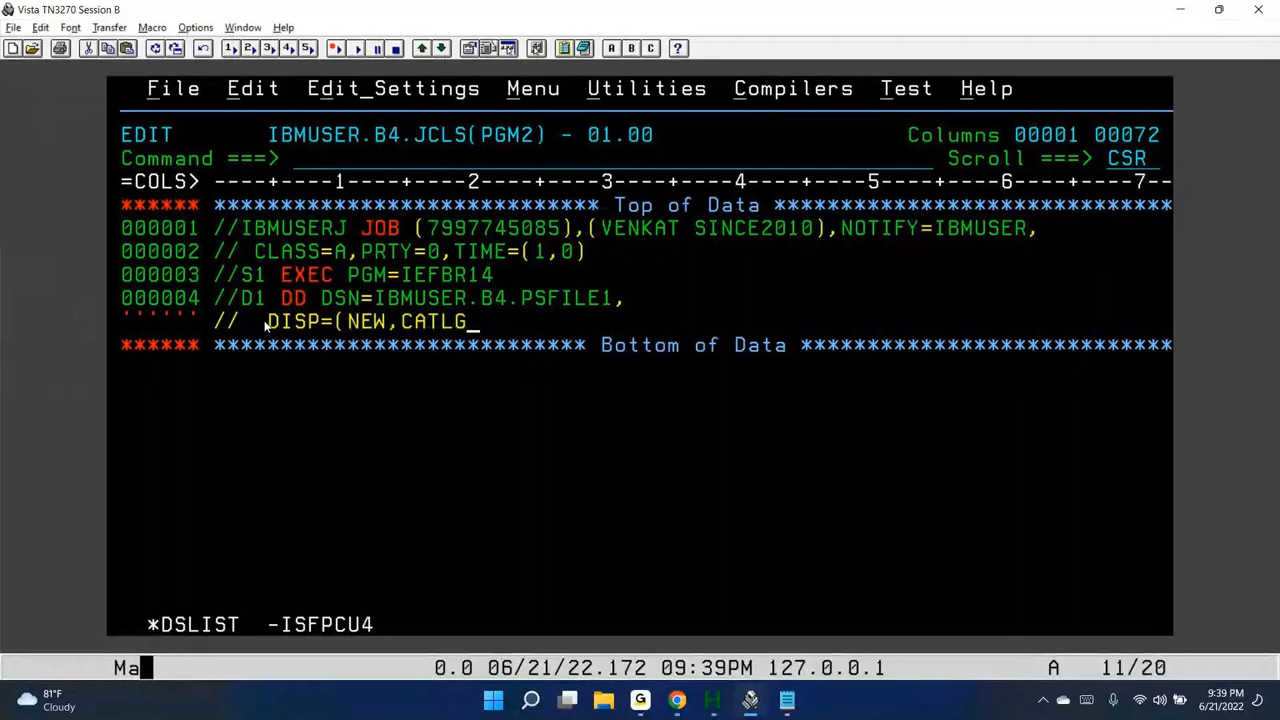 Vista TN3270 Session B
File Edit Font Transfer Macro Options Window Help
1 2 3 4 5 A B C ?
File Edit Edit_Settings Menu Utilities Compilers Test Help
EDIT IBMUSER.B4.JCLS(PGM2) - 01.00 Columns 00001 00072
Command ===> Scroll ===> CSR
=COLS> ----+----1----+----2----+----3----+----4----+----5----+----6----+----7--
****** **************************** Top of Data ******************************
000001 //IBMUSERJ JOB (7997745085),(VENKAT SINCE2010),NOTIFY=IBMUSER,
000002 // CLASS=A,PRTY=0,TIME=(1,0)
000003 //S1 EXEC PGM=IEFBR14
000004 //D1 DD DSN=IBMUSER.B4.PSFILE1,
'''''' // DISP=(NEW,CATLG_
****** **************************** Bottom of Data ****************************
*DSLIST -ISFPCU4
Ma 0.0 06/21/22.172 09:39PM 127.0.0.1 A 11/20
81°F
Cloudy
G H
9:39 PM
6/21/2022